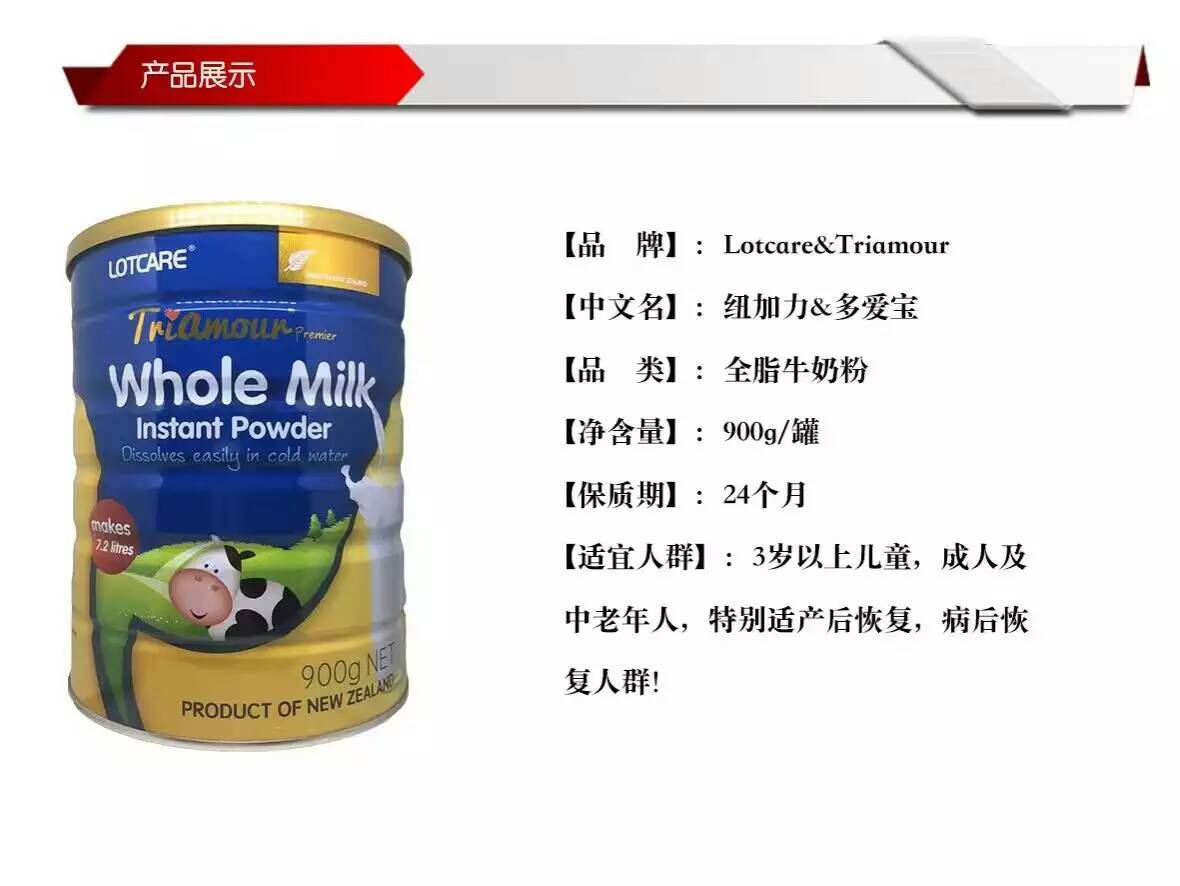 产品展示
LOTCARE®
TriAmour Premier
Whole Milk
Instant Powder
Dissolves easily in cold water
makes
7.2 litres
900g NET
PRODUCT OF NEW ZEALAND
【品 牌】:Lotcare&Triamour
【中文名】:纽加力&多爱宝
【品 类】:全脂牛奶粉
【净含量】:900g/罐
【保质期】:24个月
【适宜人群】:3岁以上儿童，成人及
中老年人，特别适产后恢复，病后恢
复人群!